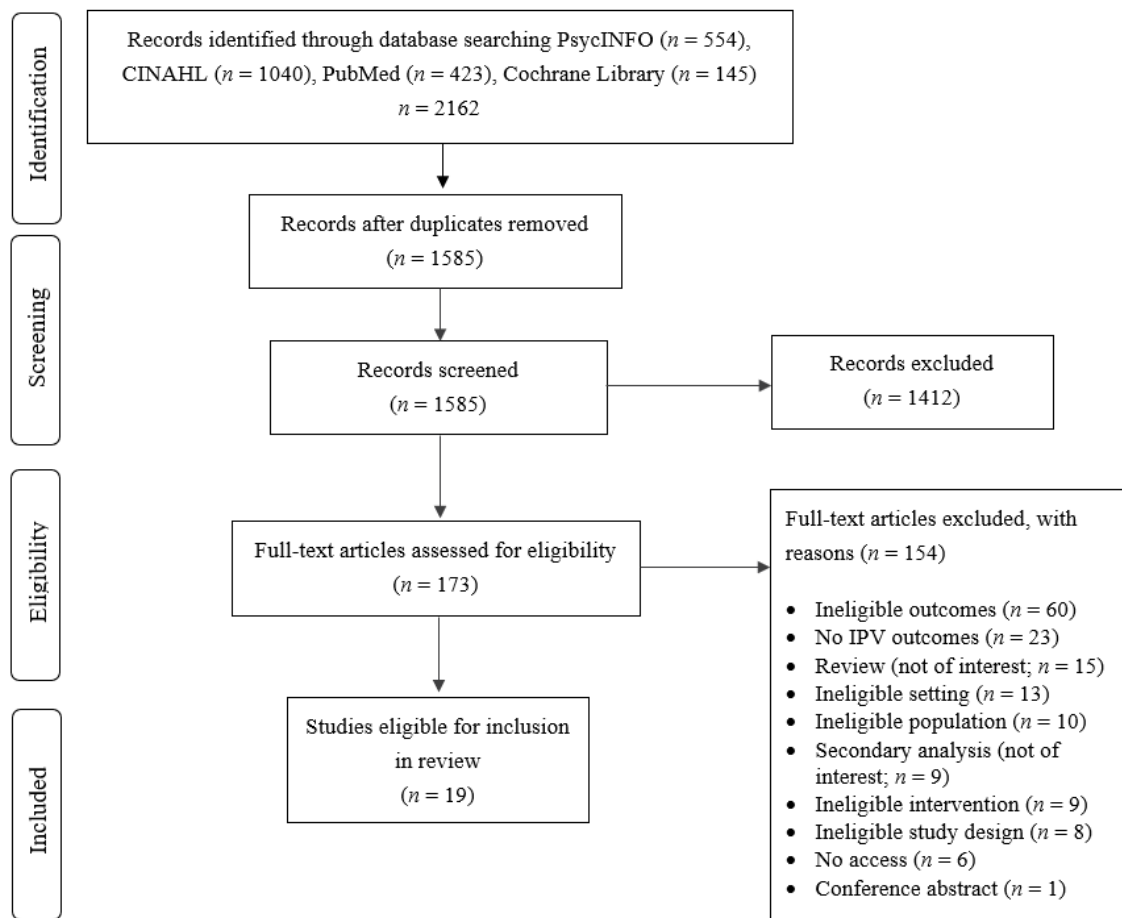 Identification
Records identified through database searching PsycINFO (n = 554),
CINAHL (n = 1040), PubMed (n = 423), Cochrane Library (n = 145)
n = 2162
Records after duplicates removed
(n = 1585)
Screening
Records screened
(n = 1585)
Records excluded
(n = 1412)
Eligibility
Full-text articles assessed for eligibility
(n = 173)
Full-text articles excluded, with
reasons (n = 154)
• Ineligible outcomes (n = 60)
• No IPV outcomes (n = 23)
• Review (not of interest; n = 15)
• Ineligible setting (n = 13)
• Ineligible population (n = 10)
• Secondary analysis (not of
interest; n = 9)
• Ineligible intervention (n = 9)
• Ineligible study design (n = 8)
• No access (n = 6)
• Conference abstract (n = 1)
Included
Studies eligible for inclusion
in review
(n = 19)